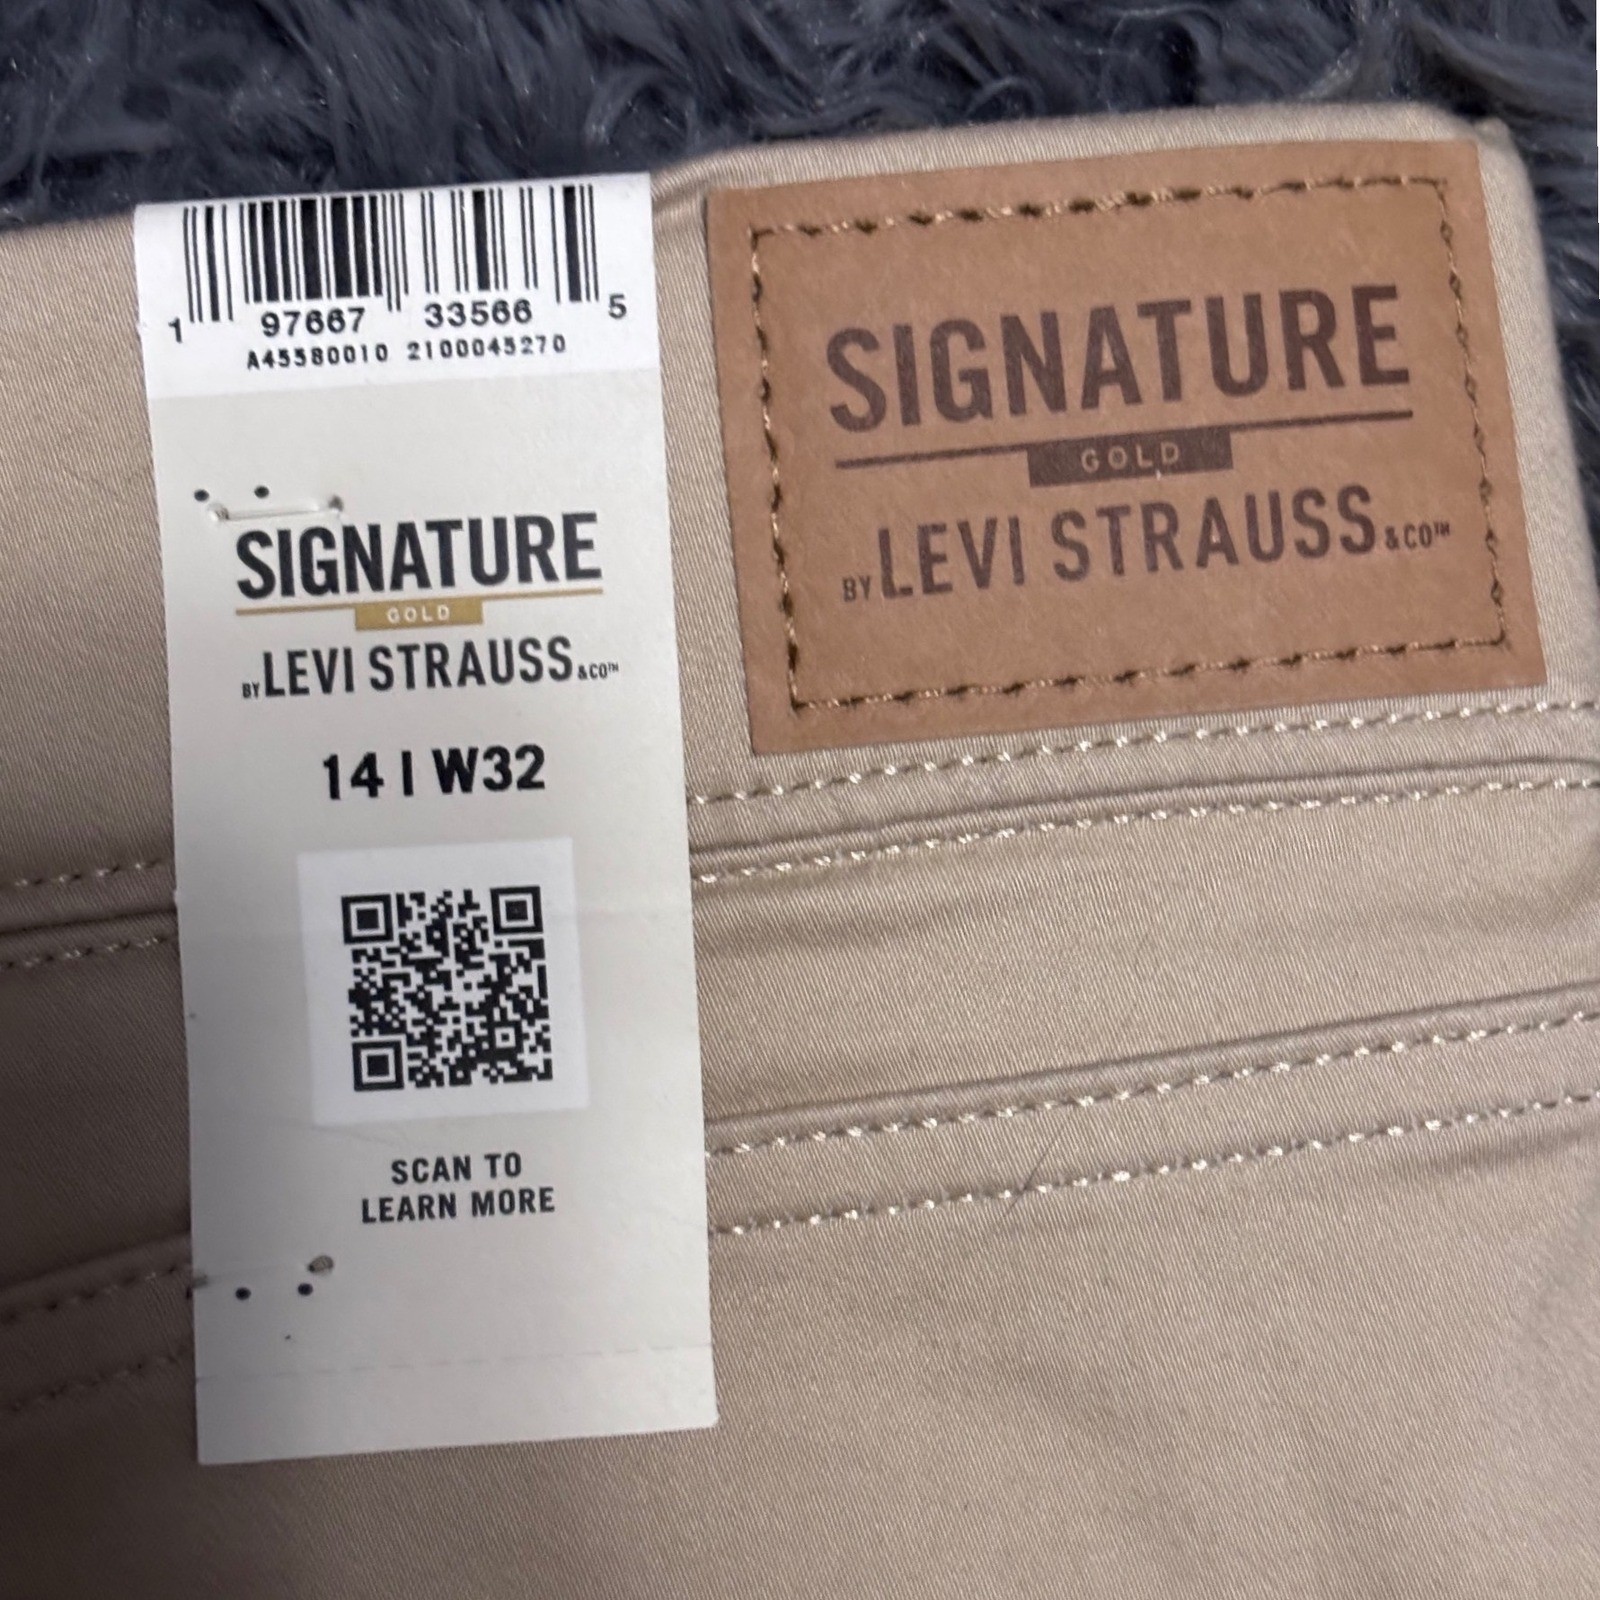 1 97667 33566 5
A45580010 2100045270
SIGNATURE
GOLD
BY LEVI STRAUSS & CO™
14 | W32
SCAN TO
LEARN MORE
SIGNATURE
GOLD
BY LEVI STRAUSS & CO™